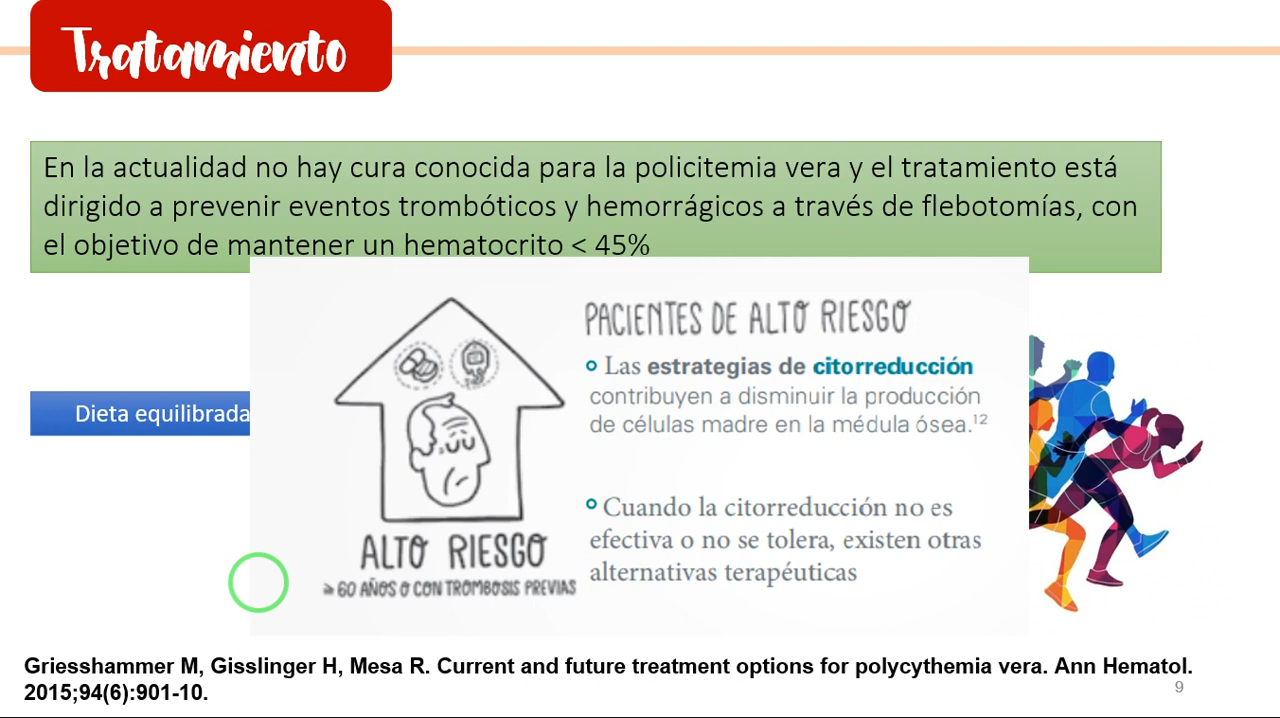 Tratamiento
En la actualidad no hay cura conocida para la policitemia vera y el tratamiento está
dirigido a prevenir eventos trombóticos y hemorrágicos a través de flebotomías, con
el objetivo de mantener un hematocrito < 45%
Dieta equilibrada
ALTO RIESGO
≥ 60 AÑOS O CON TROMBOSIS PREVIAS
PACIENTES DE ALTO RIESGO
Las estrategias de citorreducción
contribuyen a disminuir la producción
de células madre en la médula ósea.¹²
Cuando la citorreducción no es
efectiva o no se tolera, existen otras
alternativas terapéuticas
Griesshammer M, Gisslinger H, Mesa R. Current and future treatment options for polycythemia vera. Ann Hematol.
2015;94(6):901-10.
9